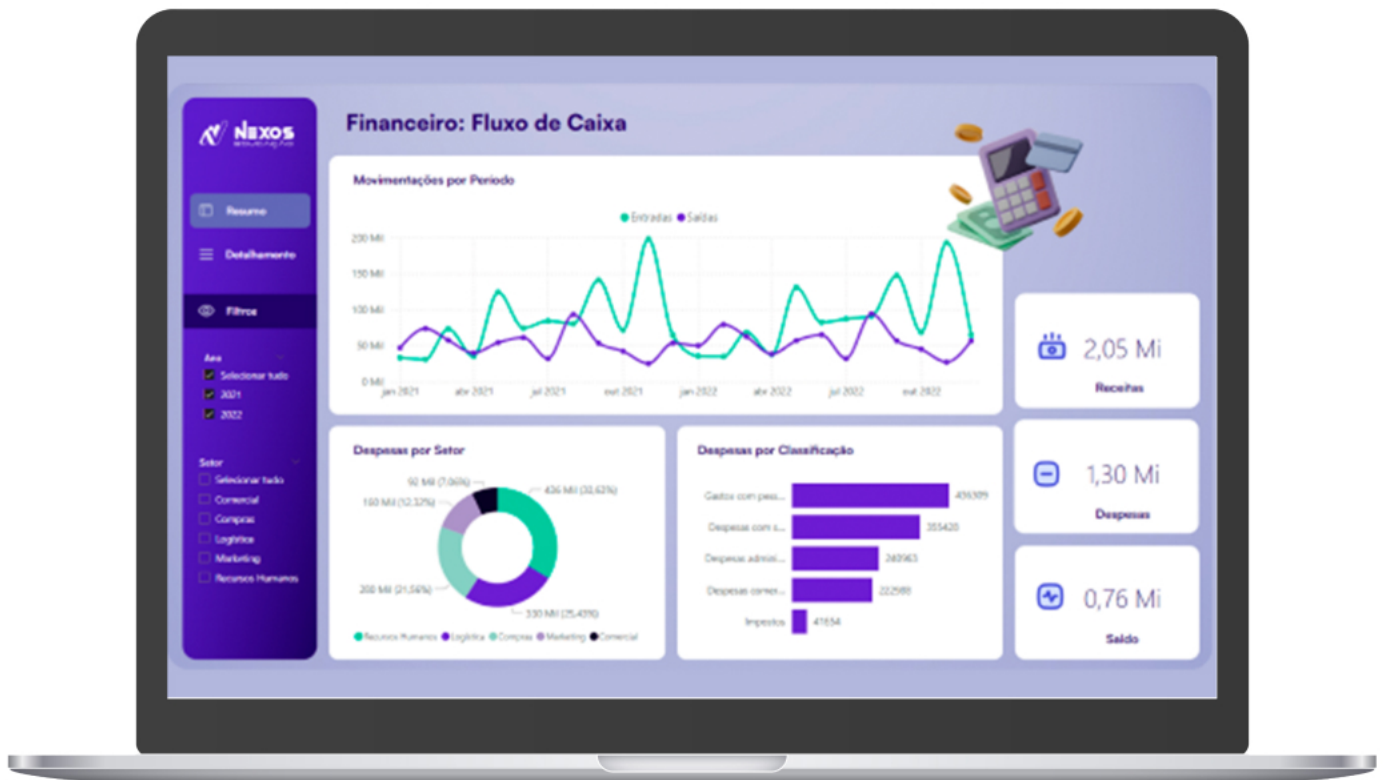 NEXOS
Financeiro: Fluxo de Caixa
Resumo
Detalhamento
Filtros
Ano
Selecionar tudo
2021
2022
Setor
Selecionar tudo
Comercial
Compras
Logística
Marketing
Recursos Humanos
Movimentações por Período
Entradas Saídas
200 Mil
150 Mil
100 Mil
50 Mil
0 Mil
jan 2021 abr 2021 jul 2021 out 2021 jan 2022 abr 2022 jul 2022 out 2022
Despesas por Setor
92 Mil (7,06%)
436 Mil (33,62%)
160 Mil (12,32%)
280 Mil (21,56%)
330 Mil (25,43%)
Recursos Humanos Logística Compras Marketing Comercial
Despesas por Classificação
Gastos com pess... 436309
Despesas com s... 355420
Despesas admini... 240963
Despesas comer... 222589
Impostos 41654
2,05 Mi
Receitas
1,30 Mi
Despesas
0,76 Mi
Saldo